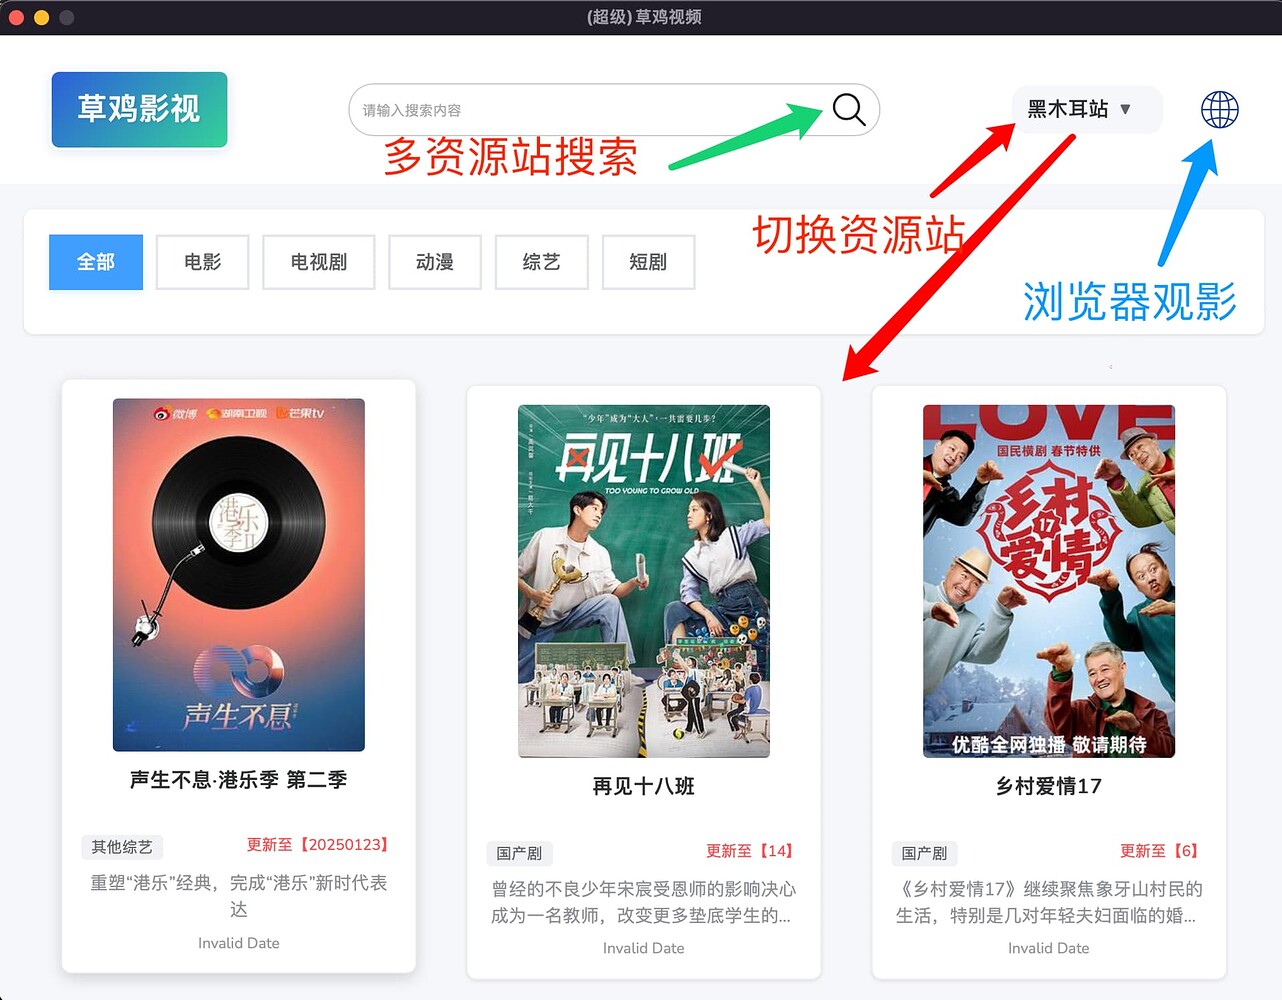 (超级)草鸡视频
草鸡影视
请输入搜索内容
黑木耳站 ▼
多资源站搜索
切换资源站
浏览器观影
全部
电影
电视剧
动漫
综艺
短剧
微博 湖南卫视 芒果tv
港乐季II
声生不息
声生不息·港乐季 第二季
其他综艺
更新至【20250123】
重塑“港乐”经典，完成“港乐”新时代表
达
Invalid Date
“少年”成为“大人”，一共需要几步？
再见十八班
TOO YOUNG TO GROW OLD
再见十八班
国产剧
更新至【14】
曾经的不良少年宋宸受恩师的影响决心
成为一名教师，改变更多垫底学生的...
Invalid Date
LOVE
国民横剧 春节特供
乡村
17
爱情
优酷全网独播 敬请期待
乡村爱情17
国产剧
更新至【6】
《乡村爱情17》继续聚焦象牙山村民的
生活，特别是几对年轻夫妇面临的婚...
Invalid Date